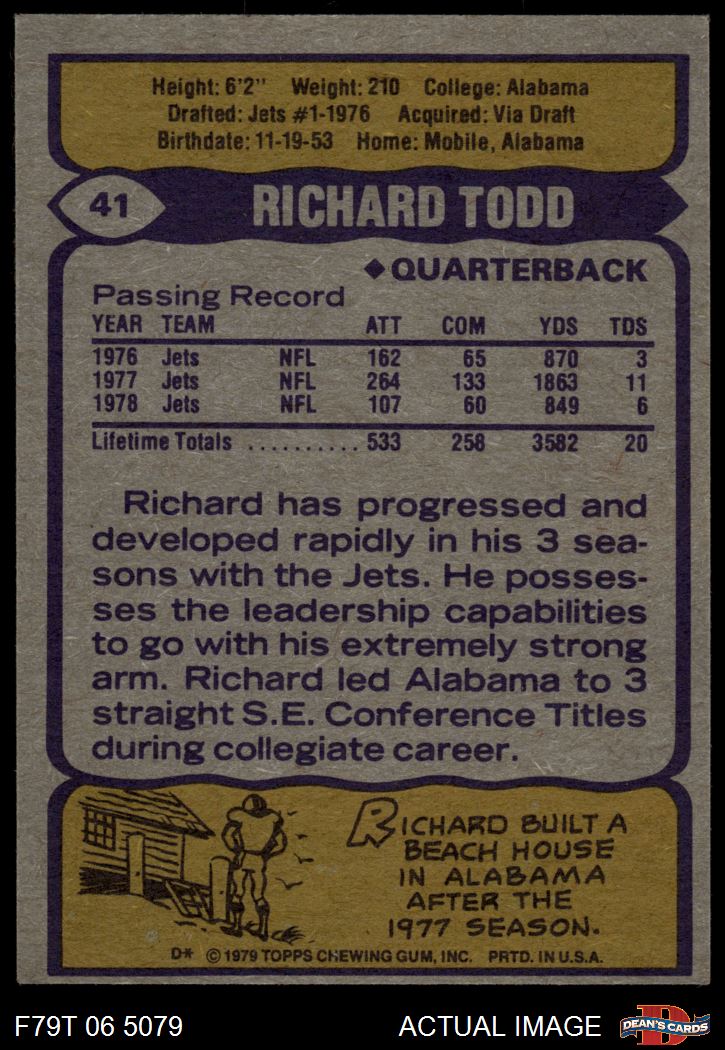 Height: 6'2" Weight: 210 College: Alabama
Drafted: Jets #1-1976 Acquired: Via Draft
Birthdate: 11-19-53 Home: Mobile, Alabama
41 RICHARD TODD
◆ QUARTERBACK
Passing Record
YEAR TEAM ATT COM YDS TDS
1976 Jets NFL 162 65 870 3
1977 Jets NFL 264 133 1863 11
1978 Jets NFL 107 60 849 6
Lifetime Totals .......... 533 258 3582 20
Richard has progressed and
developed rapidly in his 3 sea-
sons with the Jets. He posses-
ses the leadership capabilities
to go with his extremely strong
arm. Richard led Alabama to 3
straight S.E. Conference Titles
during collegiate career.
RICHARD BUILT A
BEACH HOUSE
IN ALABAMA
AFTER THE
1977 SEASON.
D* © 1979 TOPPS CHEWING GUM, INC. PRTD. IN U.S.A.
F79T 06 5079 ACTUAL IMAGE D DEAN'S CARDS